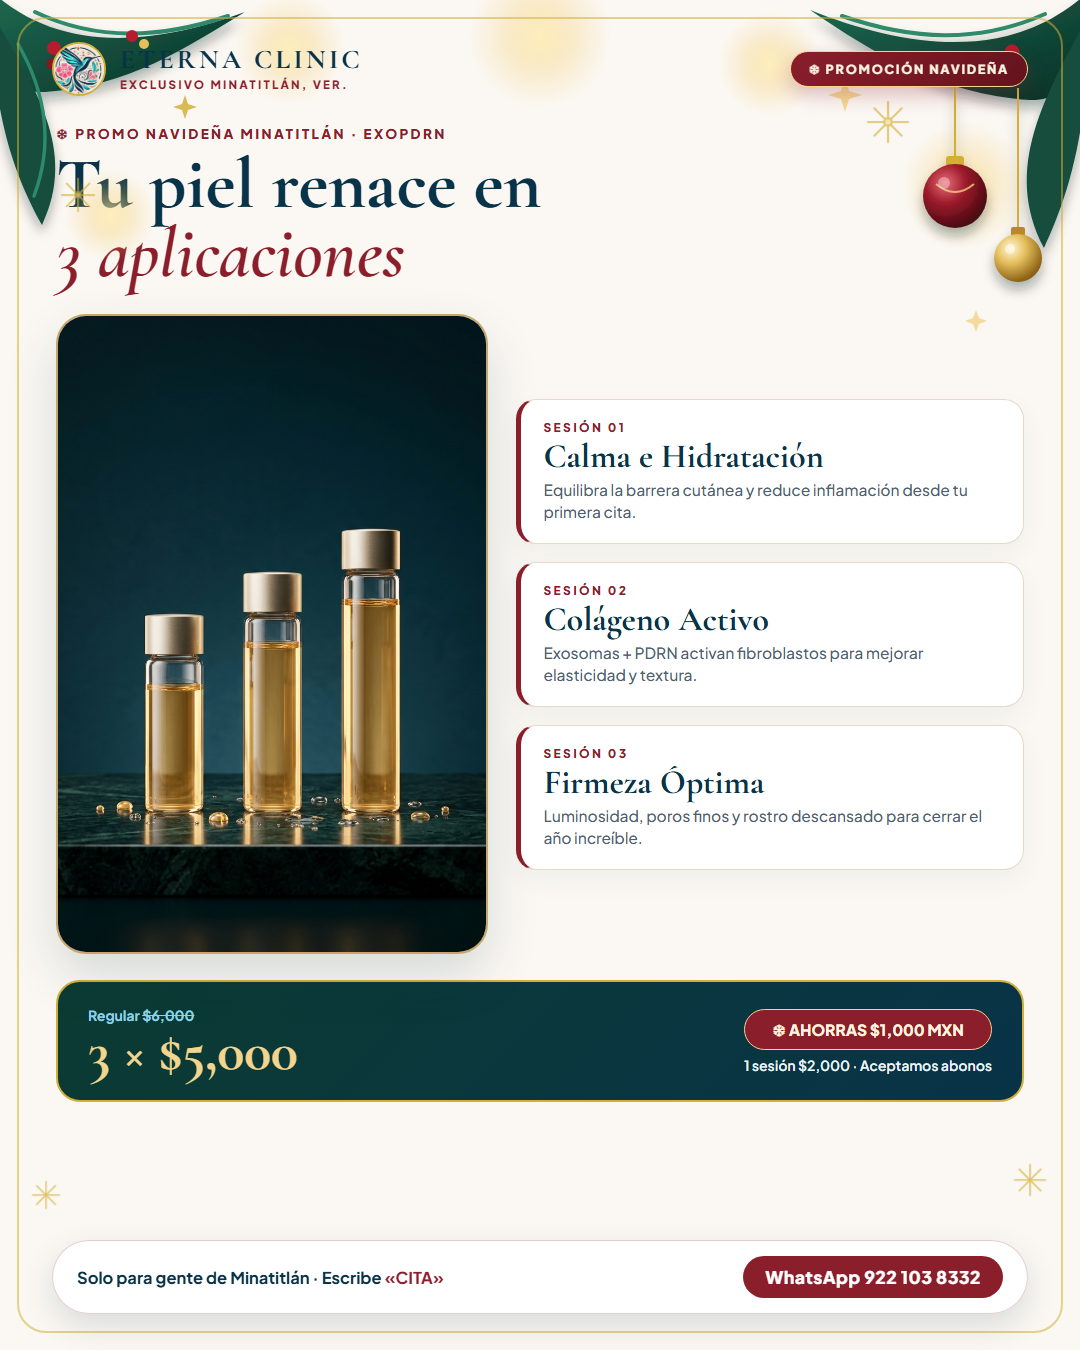 ETERNA CLINIC
EXCLUSIVO MINATITLÁN, VER.
❄ PROMOCIÓN NAVIDEÑA
❄ PROMO NAVIDEÑA MINATITLÁN · EXOPDRN
Tu piel renace en
3 aplicaciones
SESIÓN 01
Calma e Hidratación
Equilibra la barrera cutánea y reduce inflamación desde tu
primera cita.
SESIÓN 02
Colágeno Activo
Exosomas + PDRN activan fibroblastos para mejorar
elasticidad y textura.
SESIÓN 03
Firmeza Óptima
Luminosidad, poros finos y rostro descansado para cerrar el
año increíble.
Regular $6,000
3 × $5,000
❄ AHORRAS $1,000 MXN
1 sesión $2,000 · Aceptamos abonos
Solo para gente de Minatitlán · Escribe «CITA»
WhatsApp 922 103 8332